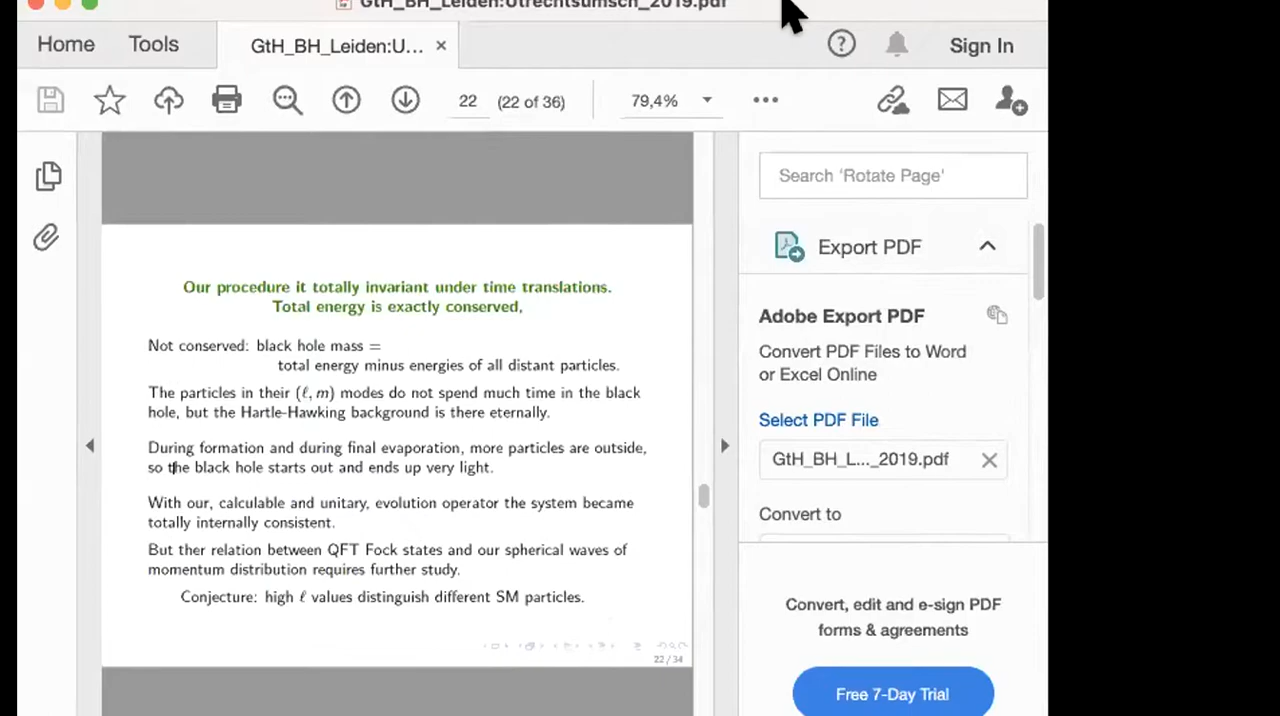 GtH_BH_Leiden:Utrechtsumsch_2019.pdf
Home
Tools
GtH_BH_Leiden:U...
Sign In
22
(22 of 36)
79,4%
Search 'Rotate Page'
Export PDF
Adobe Export PDF
Convert PDF Files to Word
or Excel Online
Select PDF File
GtH_BH_L..._2019.pdf
Convert to
Convert, edit and e-sign PDF
forms & agreements
Free 7-Day Trial
Our procedure it totally invariant under time translations.
Total energy is exactly conserved,
Not conserved: black hole mass =
total energy minus energies of all distant particles.
The particles in their (ℓ, m) modes do not spend much time in the black
hole, but the Hartle-Hawking background is there eternally.
During formation and during final evaporation, more particles are outside,
so the black hole starts out and ends up very light.
With our, calculable and unitary, evolution operator the system became
totally internally consistent.
But ther relation between QFT Fock states and our spherical waves of
momentum distribution requires further study.
Conjecture: high ℓ values distinguish different SM particles.
22 / 34